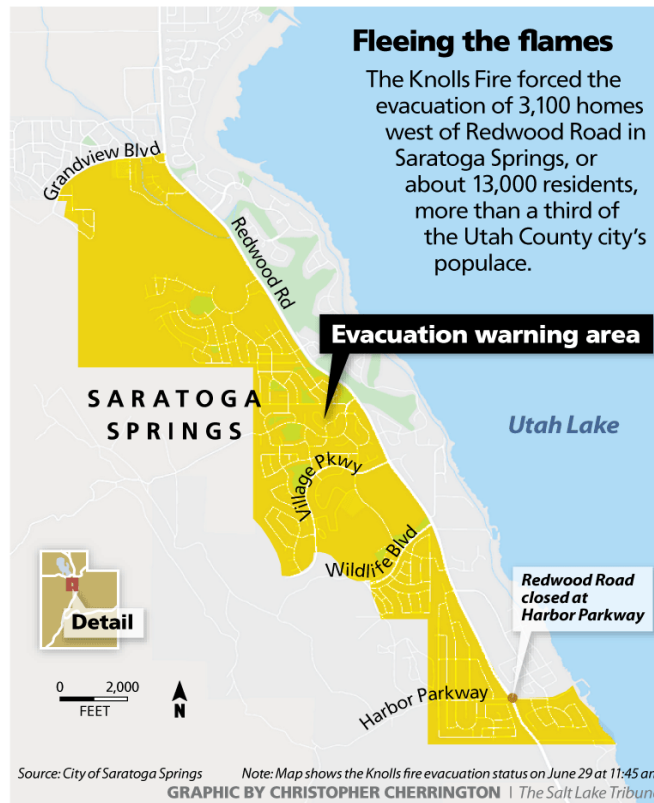 Fleeing the flames
The Knolls Fire forced the
evacuation of 3,100 homes
west of Redwood Road in
Saratoga Springs, or
about 13,000 residents,
more than a third of
the Utah County city's
populace.
Grandview Blvd
Redwood Rd
Evacuation warning area
SARATOGA
SPRINGS
Utah Lake
Village Pkwy
Wildlife Blvd
Redwood Road
closed at
Harbor Parkway
Detail
Harbor Parkway
0 2,000
FEET
N
Source: City of Saratoga Springs
Note: Map shows the Knolls fire evacuation status on June 29 at 11:45 am
GRAPHIC BY CHRISTOPHER CHERRINGTON | The Salt Lake Tribune